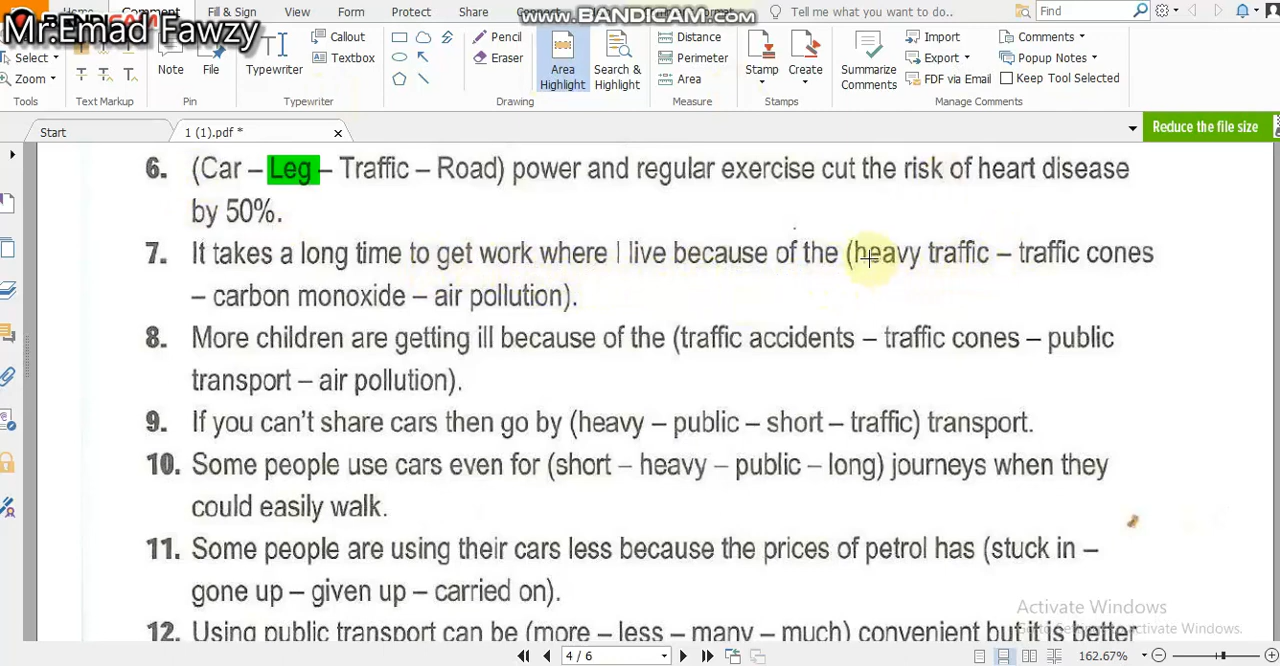 WWW.BANDICAM.COM
Mr.Emad Fawzy
Home Comment Fill & Sign View Form Protect Share Tell me what you want to do.. Find
Select Note File Typewriter Callout Textbox Pencil Eraser Area Highlight Search & Highlight Distance Perimeter Area Stamp Create Summarize Comments Import Export FDF via Email Comments Popup Notes Keep Tool Selected
Zoom
Tools Text Markup Pin Typewriter Drawing Measure Stamps Manage Comments
Start 1 (1).pdf * Reduce the file size
6. (Car – Leg – Traffic – Road) power and regular exercise cut the risk of heart disease
by 50%.
7. It takes a long time to get work where I live because of the (heavy traffic – traffic cones
– carbon monoxide – air pollution).
8. More children are getting ill because of the (traffic accidents – traffic cones – public
transport – air pollution).
9. If you can't share cars then go by (heavy – public – short – traffic) transport.
10. Some people use cars even for (short – heavy – public – long) journeys when they
could easily walk.
11. Some people are using their cars less because the prices of petrol has (stuck in –
gone up – given up – carried on).
Activate Windows
12. Using public transport can be (more – less – many – much) convenient but it is better
Go to Settings to activate Windows.
4 / 6 162.67%